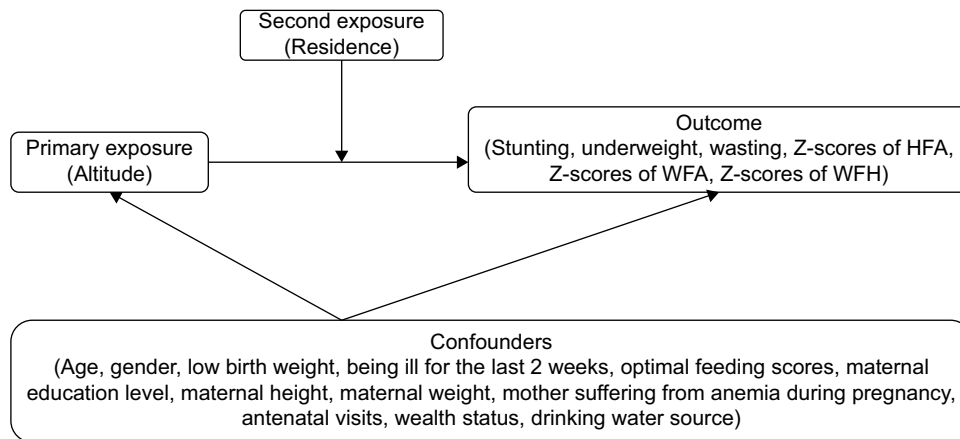 Second exposure
(Residence)
Primary exposure
(Altitude)
Outcome
(Stunting, underweight, wasting, Z-scores of HFA,
Z-scores of WFA, Z-scores of WFH)
Confounders
(Age, gender, low birth weight, being ill for the last 2 weeks, optimal feeding scores, maternal
education level, maternal height, maternal weight, mother suffering from anemia during pregnancy,
antenatal visits, wealth status, drinking water source)